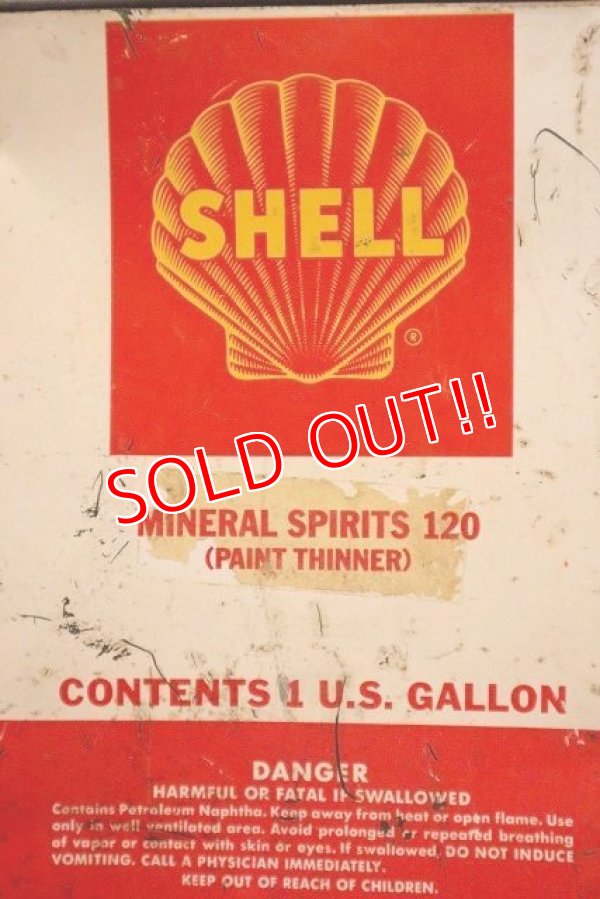 SHELL
®
SOLD OUT!!
MINERAL SPIRITS 120
(PAINT THINNER)
CONTENTS 1 U.S. GALLON
DANGER
HARMFUL OR FATAL IF SWALLOWED
Contains Petroleum Naphtha. Keep away from heat or open flame. Use
only in well ventilated area. Avoid prolonged or repeated breathing
of vapor or contact with skin or eyes. If swallowed, DO NOT INDUCE
VOMITING. CALL A PHYSICIAN IMMEDIATELY.
KEEP OUT OF REACH OF CHILDREN.